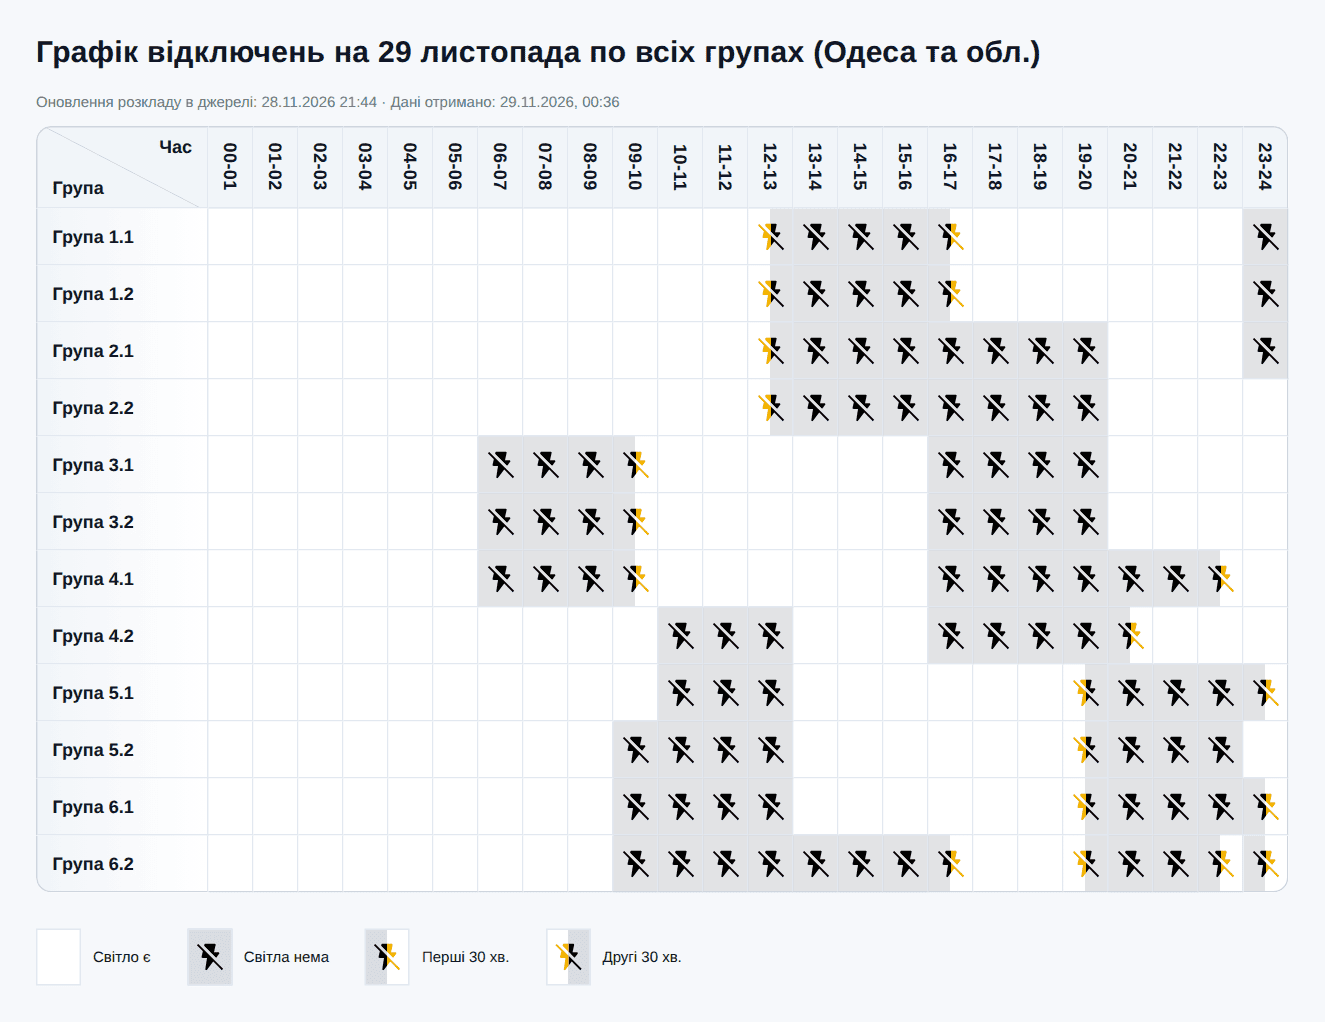 Графік відключень на 29 листопада по всіх групах (Одеса та обл.)
Оновлення розкладу в джерелі: 28.11.2026 21:44 · Дані отримано: 29.11.2026, 00:36
Час
Група
00-01 01-02 02-03 03-04 04-05 05-06 06-07 07-08 08-09 09-10 10-11 11-12 12-13 13-14 14-15 15-16 16-17 17-18 18-19 19-20 20-21 21-22 22-23 23-24
Група 1.1
Група 1.2
Група 2.1
Група 2.2
Група 3.1
Група 3.2
Група 4.1
Група 4.2
Група 5.1
Група 5.2
Група 6.1
Група 6.2
Світло є Світла нема Перші 30 хв. Другі 30 хв.